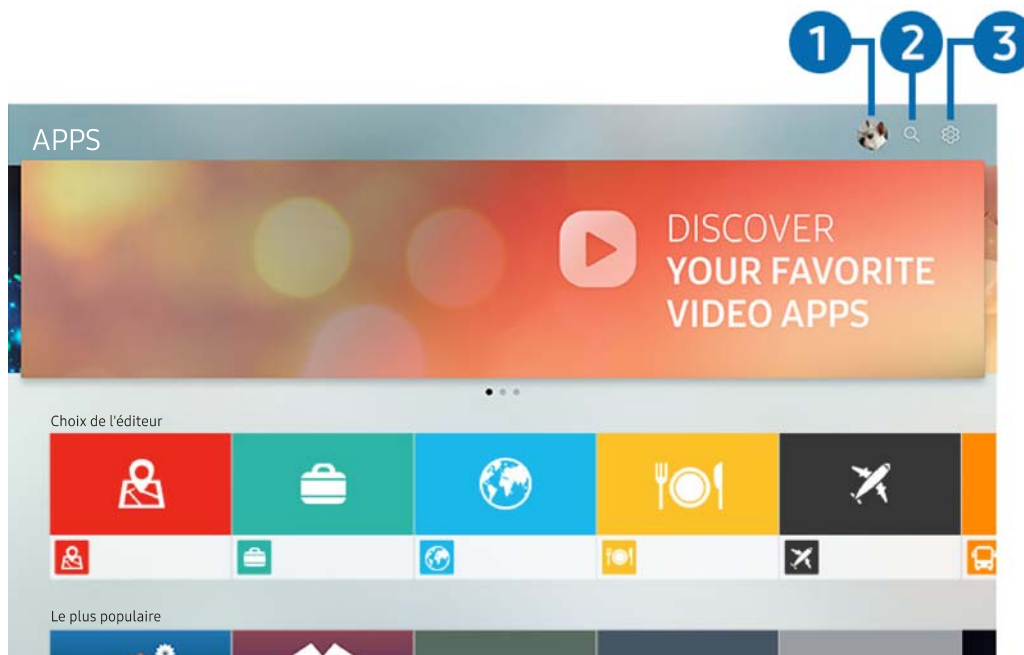 1 2 3
APPS
DISCOVER
YOUR FAVORITE
VIDEO APPS
Choix de l'éditeur
Le plus populaire